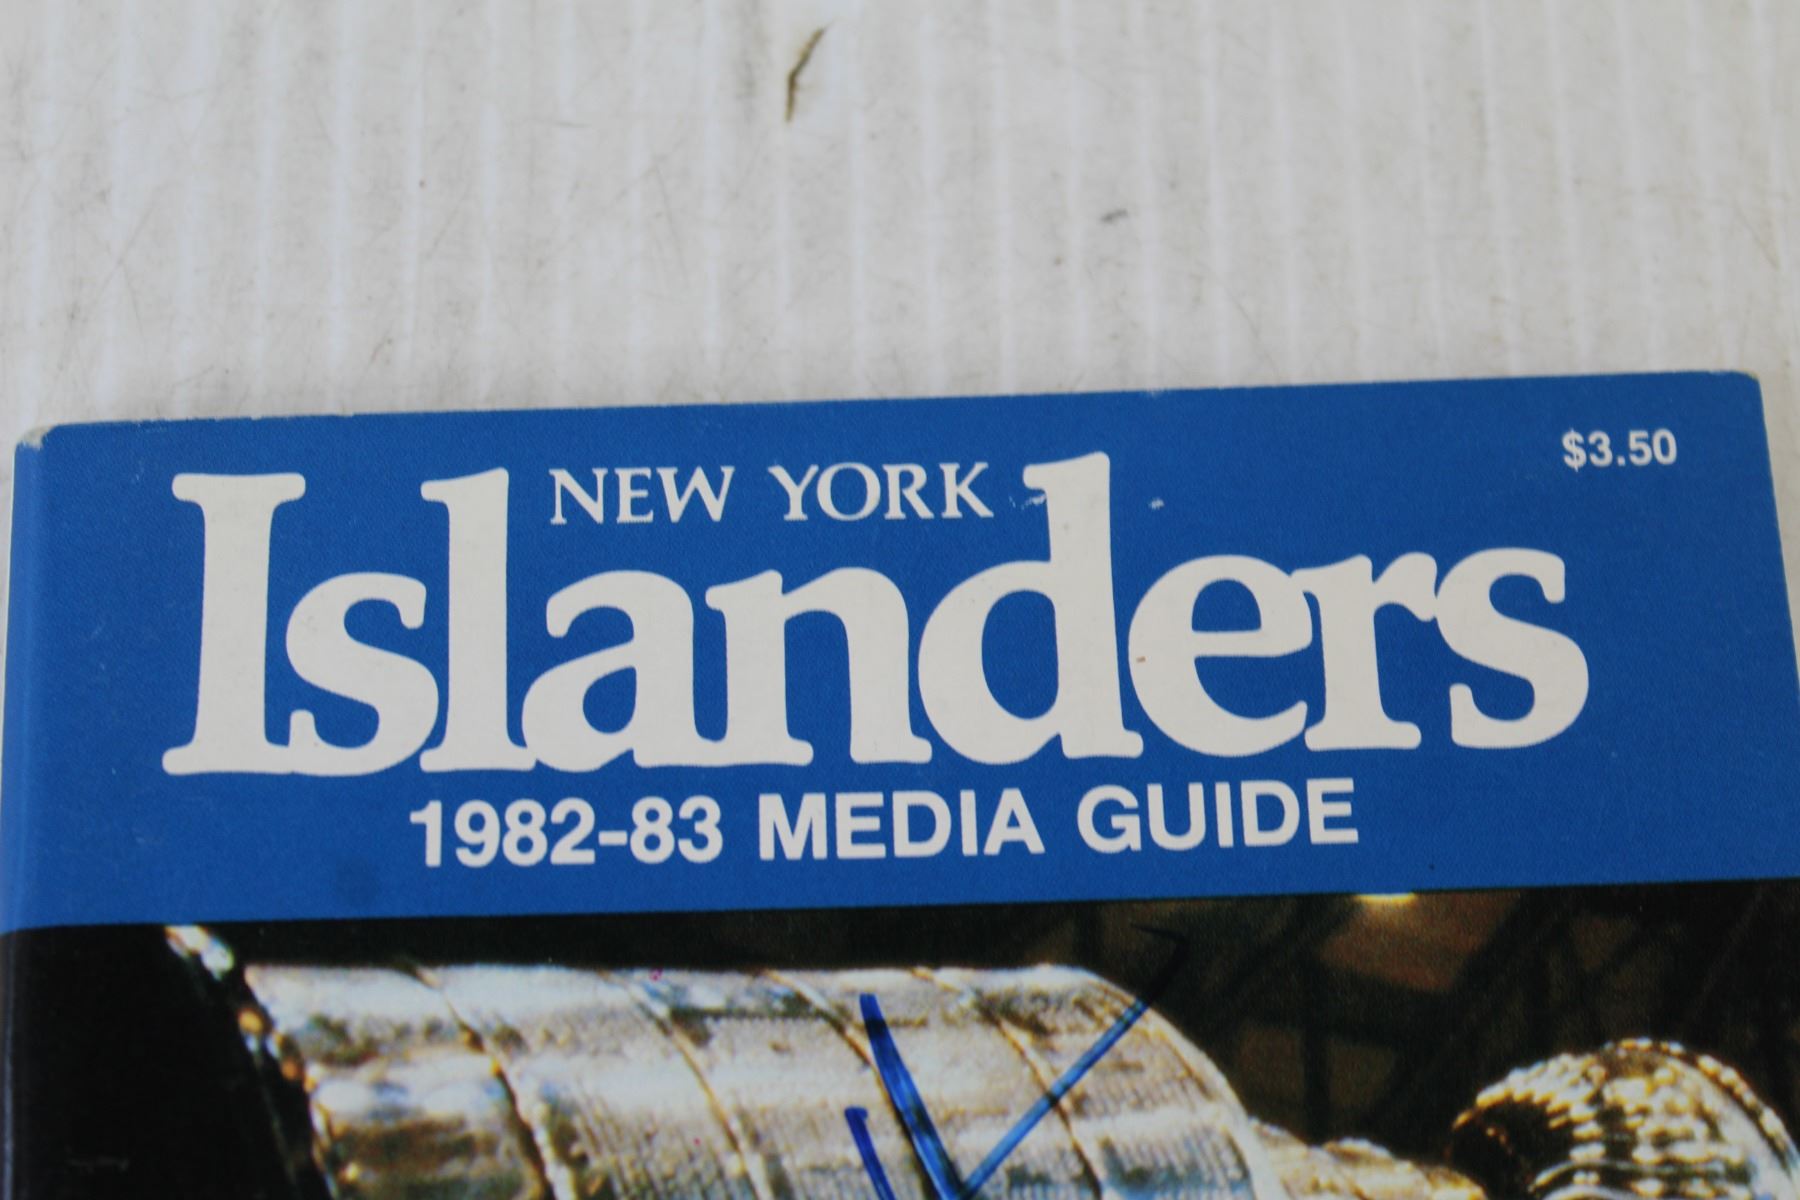 $3.50
NEW YORK
Islanders
1982-83 MEDIA GUIDE